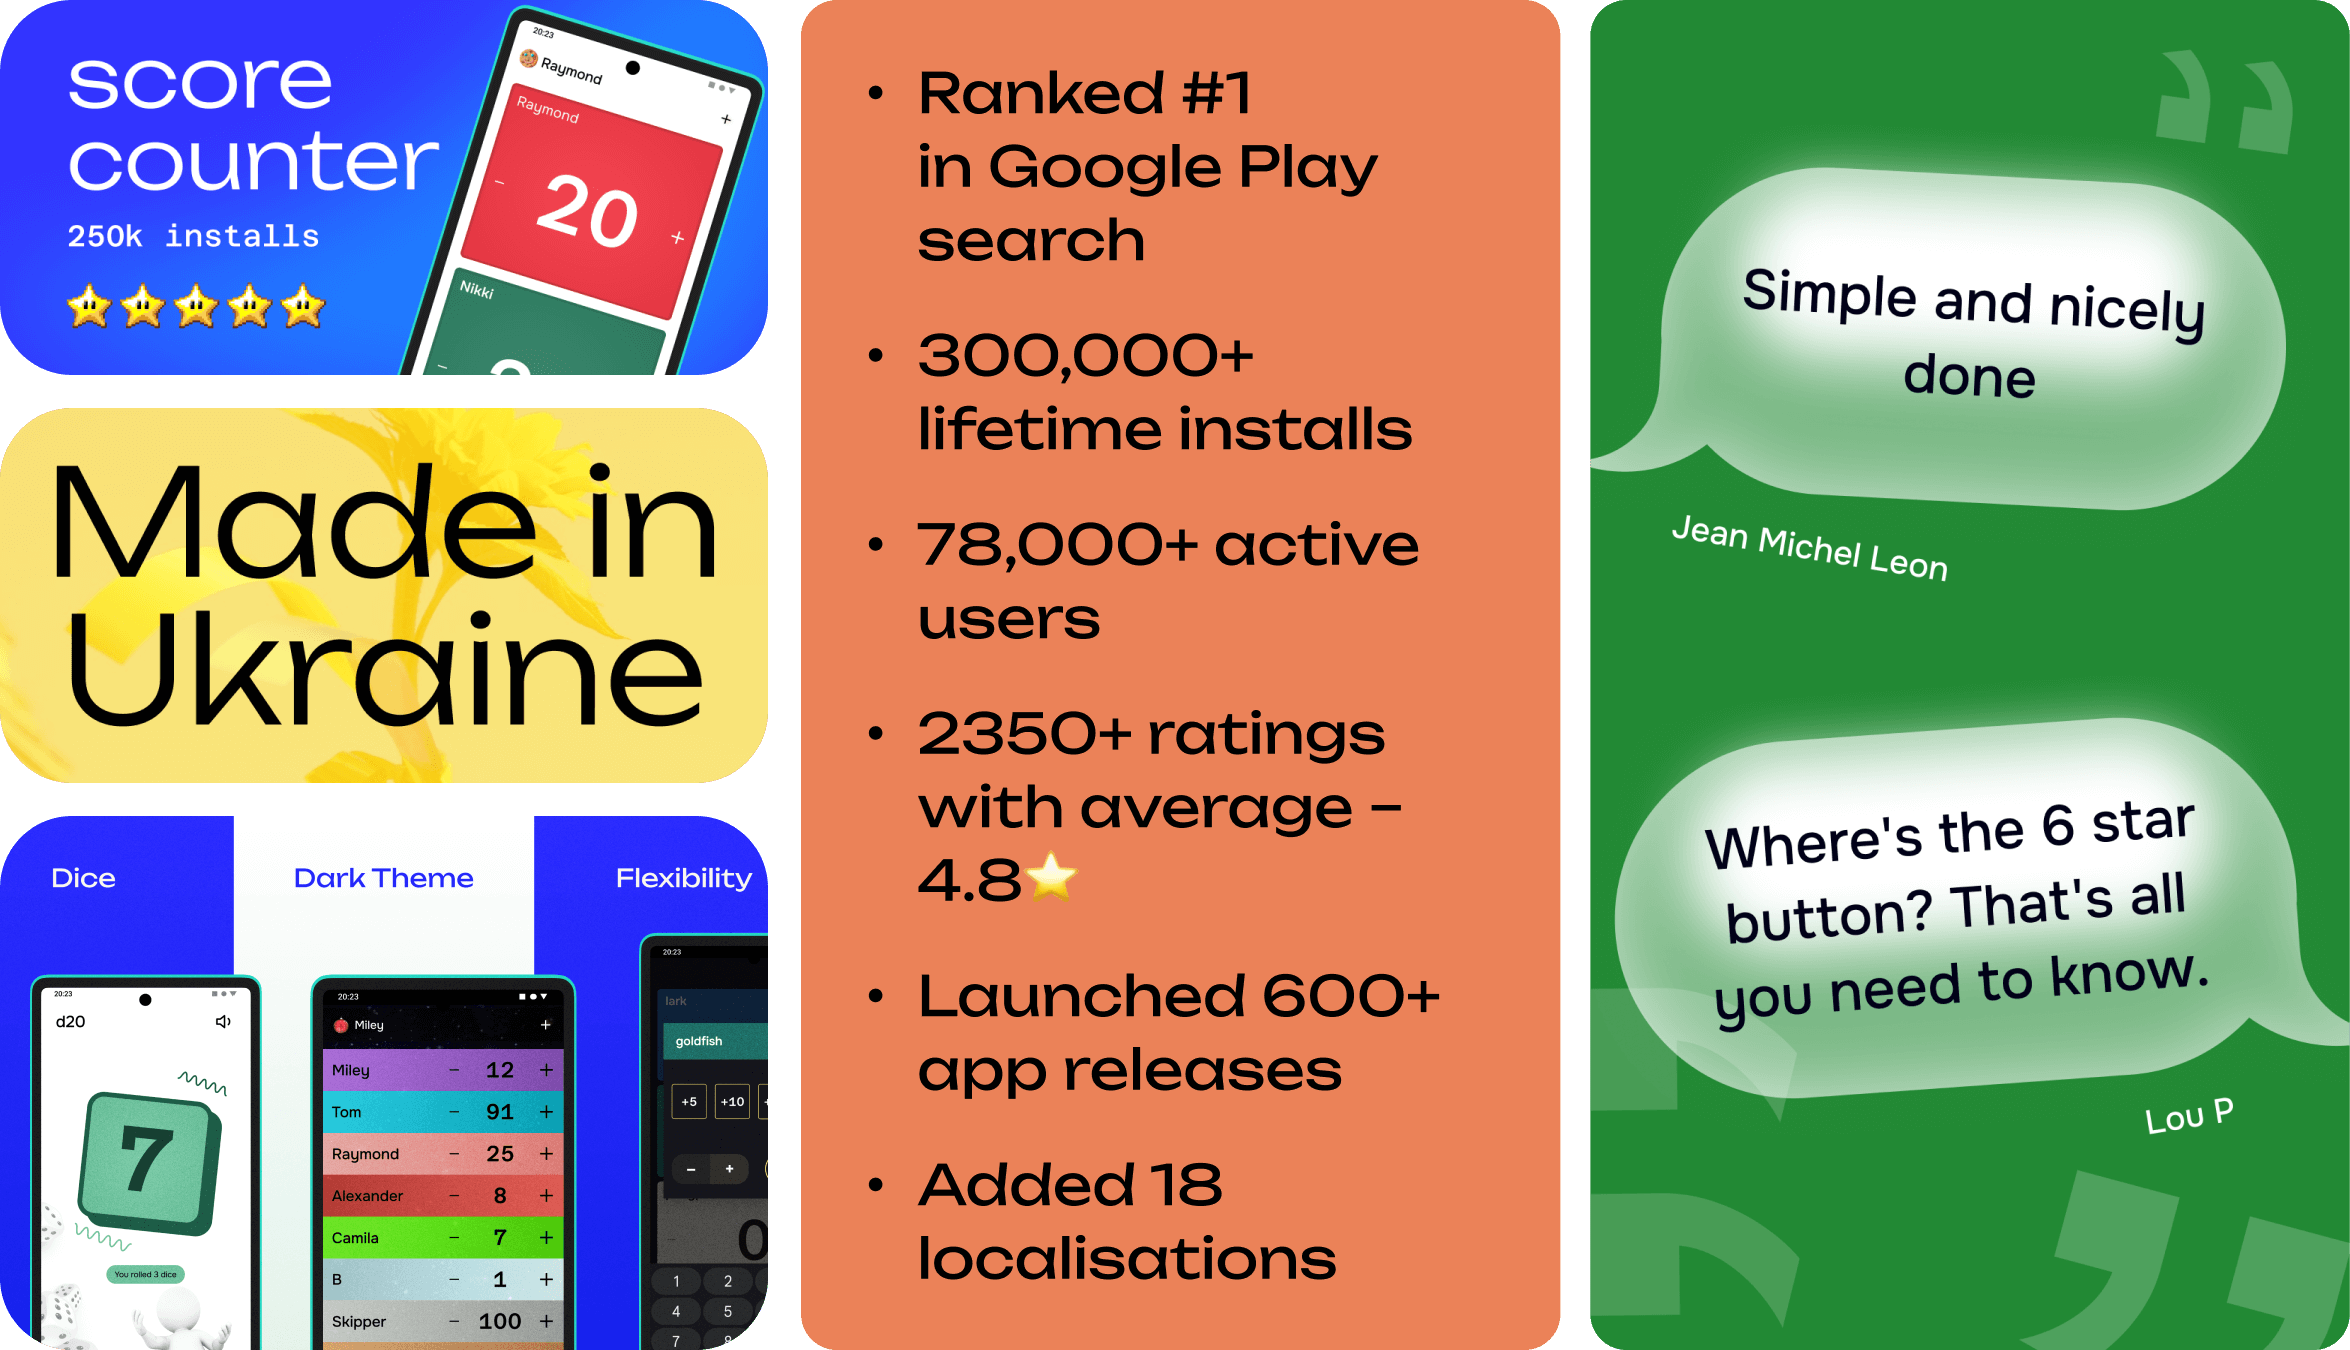 score
counter
250k installs
20:23
Raymond
+
Raymond
−
20
+
Nikki
−
Made in
Ukraine
Dice
Dark Theme
Flexibility
20:23
d20
7
You rolled 3 dice
20:23
Miley
+
Miley − 12 +
Tom − 91 +
Raymond − 25 +
Alexander − 8 +
Camila − 7 +
B − 1 +
Skipper − 100 +
20:23
lark
goldfish
+5 +10
− +
0
1 2
4 5
7 8
• Ranked #1
in Google Play
search
• 300,000+
lifetime installs
• 78,000+ active
users
• 2350+ ratings
with average –
4.8⭐
• Launched 600+
app releases
• Added 18
localisations
Simple and nicely
done
Jean Michel Leon
Where's the 6 star
button? That's all
you need to know.
Lou P